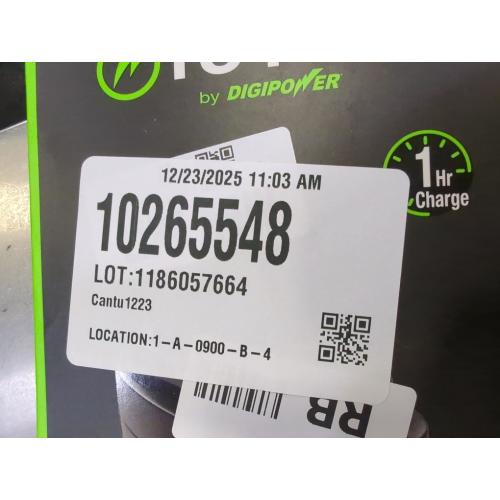 by DIGIPOWER
1 Hr
Charge
12/23/2025 11:03 AM
10265548
LOT:1186057664
Cantu1223
LOCATION:1-A-0900-B-4
RB